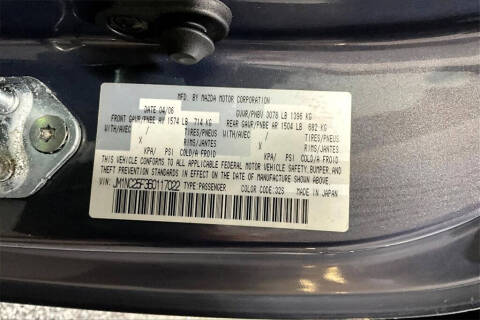 MFD. BY MAZDA MOTOR CORPORATION
DATE 04/06 GVWR/PNBV 3078 LB 1396 KG
FRONT GAWR/PNBE AV 1574 LB 714 KG REAR GAWR/PNBE AR 1504 LB 682 KG
WITH/AVEC TIRES/PNEUS WITH/AVEC TIRES/PNEUS
/ RIMS/JANTES / RIMS/JANTES
X KPA/ PSI COLD/A FROID X KPA/ PSI COLD/A FROID
THIS VEHICLE CONFORMS TO ALL APPLICABLE FEDERAL MOTOR VEHICLE SAFETY, BUMPER, AND
THEFT PREVENTION STANDARDS IN EFFECT ON THE DATE OF MANUFACTURE SHOWN ABOVE.
VIN: JM1NC25F360117022 TYPE: PASSENGER COLOR CODE: 32S MADE IN JAPAN